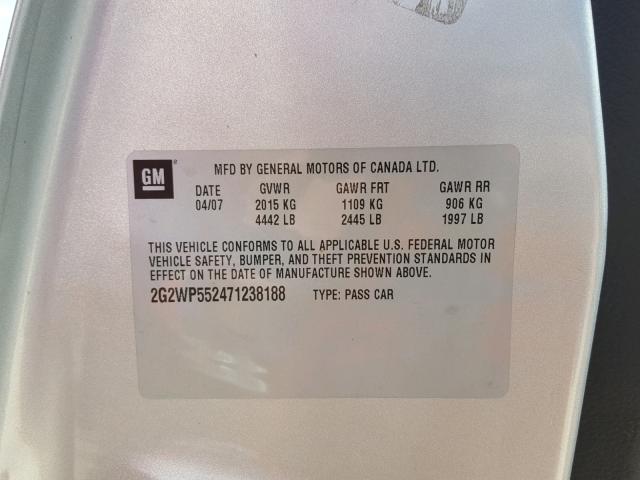 GM ® MFD BY GENERAL MOTORS OF CANADA LTD.
DATE GVWR GAWR FRT GAWR RR
04/07 2015 KG 1109 KG 906 KG
4442 LB 2445 LB 1997 LB
THIS VEHICLE CONFORMS TO ALL APPLICABLE U.S. FEDERAL MOTOR
VEHICLE SAFETY, BUMPER, AND THEFT PREVENTION STANDARDS IN
EFFECT ON THE DATE OF MANUFACTURE SHOWN ABOVE.
2G2WP552471238188 TYPE: PASS CAR